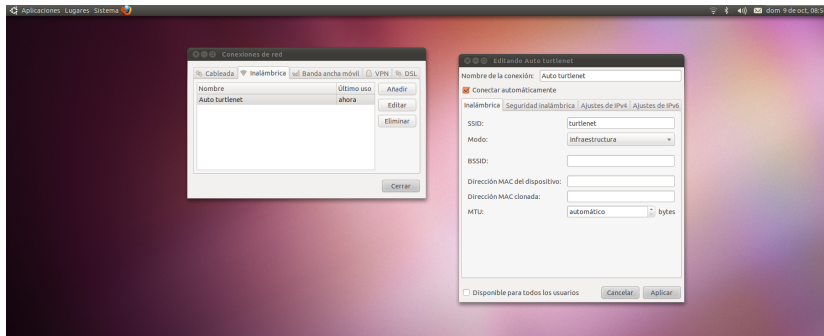 Aplicaciones Lugares Sistema
dom 9 de oct, 08:5
Conexiones de red
Cableada Inalámbrica Banda ancha móvil VPN DSL
Nombre Último uso
Auto turtlenet ahora
Añadir
Editar
Eliminar
Cerrar
Editando Auto turtlenet
Nombre de la conexión: Auto turtlenet
Conectar automáticamente
Inalámbrica Seguridad inalámbrica Ajustes de IPv4 Ajustes de IPv6
SSID: turtlenet
Modo: Infraestructura
BSSID:
Dirección MAC del dispositivo:
Dirección MAC clonada:
MTU: automático bytes
Disponible para todos los usuarios
Cancelar Aplicar